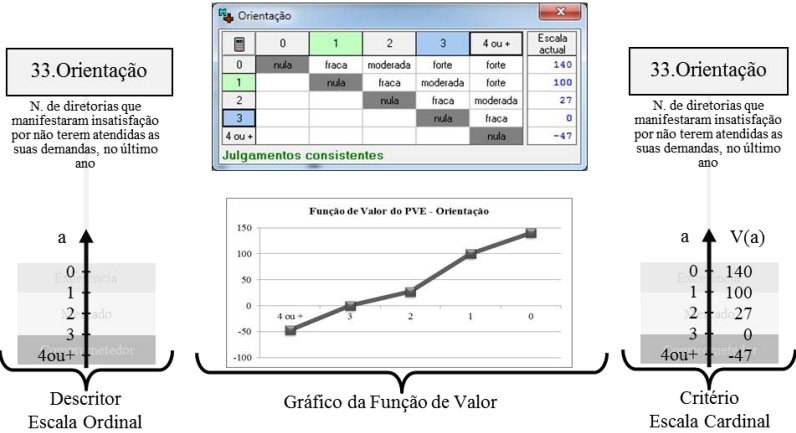 33.Orientação
N. de diretorias que
manifestaram insatisfação
por não terem atendidas as
suas demandas, no último
ano
a
0
1
2
3
4ou+
Excelência
Mercado
Comprometedor
Descritor
Escala Ordinal
Orientação
0 1 2 3 4 ou + Escala actual
0 nula fraca moderada forte forte 140
1 nula fraca moderada forte 100
2 nula fraca moderada 27
3 nula fraca 0
4 ou + nula -47
Julgamentos consistentes
Função de Valor do PVE - Orientação
150
100
50
0
-50
-100
4 ou + 3 2 1 0
Gráfico da Função de Valor
33.Orientação
N. de diretorias que
manifestaram insatisfação
por não terem atendidas as
suas demandas, no último
ano
a V(a)
0 140
1 100
2 27
3 0
4ou+ -47
Excelência
Mercado
Comprometedor
Critério
Escala Cardinal